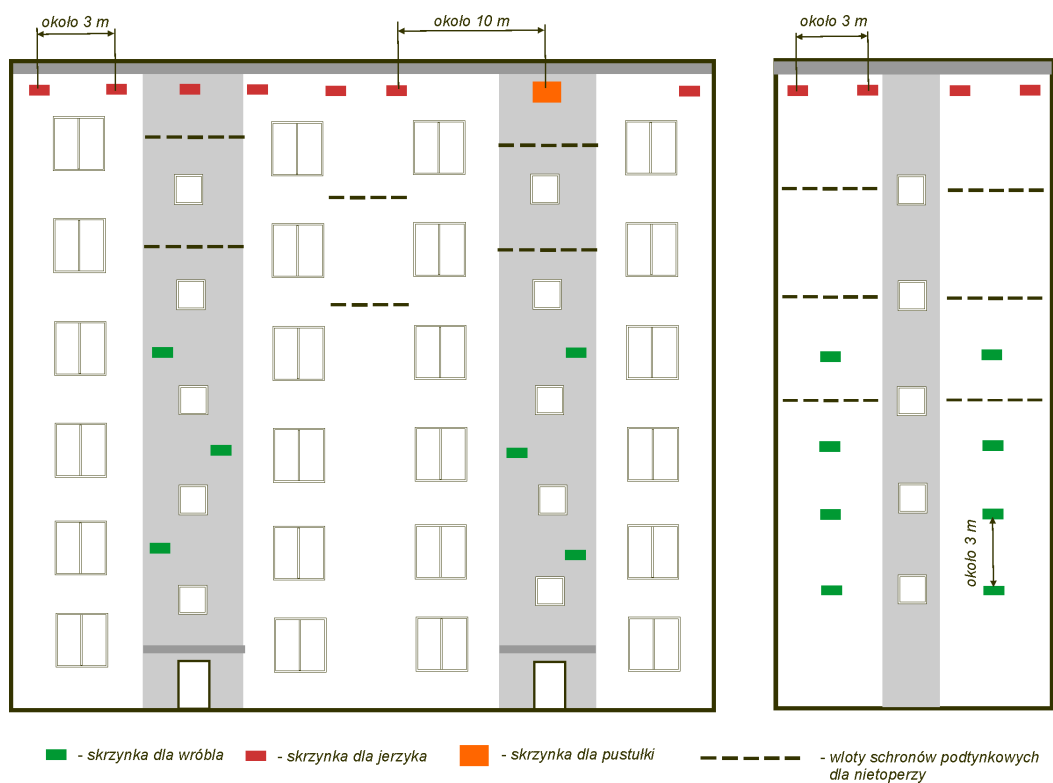 około 3 m
około 10 m
około 3 m
około 3 m
- skrzynka dla wróbla
- skrzynka dla jerzyka
- skrzynka dla pustułki
- wloty schronów podtynkowych
dla nietoperzy